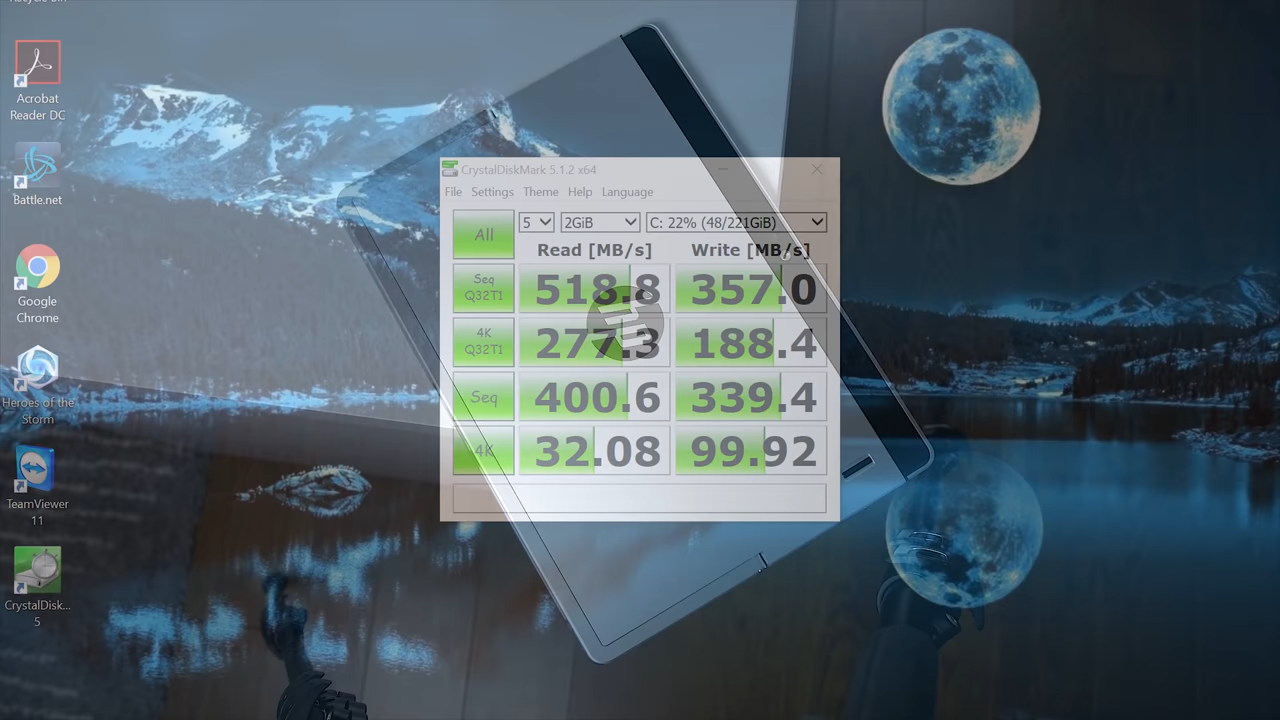 Acrobat
Reader DC
Battle.net
Google
Chrome
Heroes of the
Storm
TeamViewer
11
CrystalDisk...
5
CrystalDiskMark 5.1.2 x64
File Settings Theme Help Language
All 5 2GiB C: 22% (48/221GiB)
Read [MB/s] Write [MB/s]
Seq
Q32T1 518.8 357.0
4K
Q32T1 277.3 188.4
Seq 400.6 339.4
4K 32.08 99.92